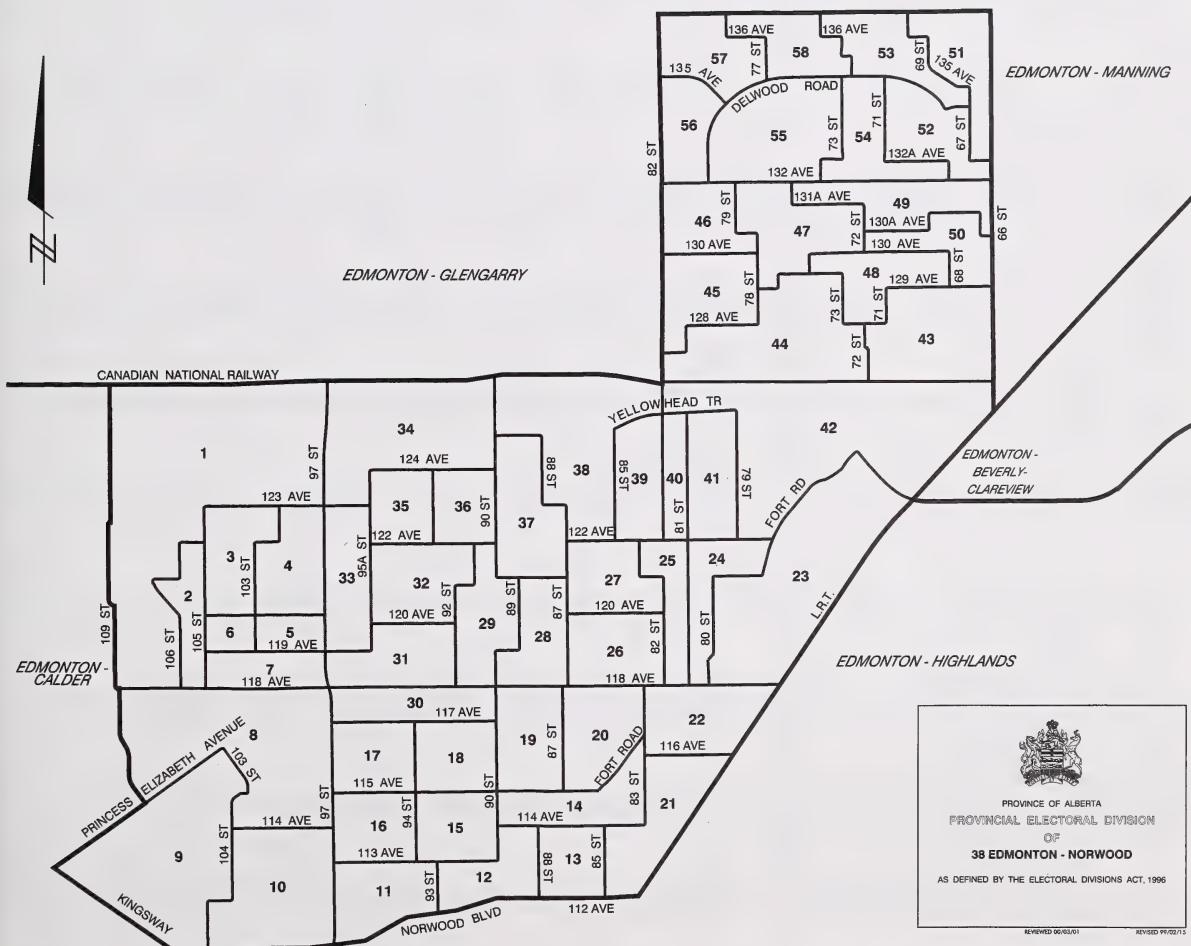 136 AVE
136 AVE
57
58
53
51
77 ST
69 ST
135 AVE
135 AVE
EDMONTON - MANNING
DELWOOD ROAD
56
55
73 ST
71 ST
54
52
67 ST
82 ST
132A AVE
132 AVE
131A AVE
49
79 ST
46
47
72 ST
130A AVE
50
66 ST
130 AVE
130 AVE
N
EDMONTON - GLENGARRY
45
78 ST
48
129 AVE
68 ST
128 AVE
73 ST
71 ST
44
72 ST
43
CANADIAN NATIONAL RAILWAY
YELLOWHEAD TR
1
97 ST
34
124 AVE
88 ST
38
85 ST
39
40
41
79 ST
42
EDMONTON -
BEVERLY-
CLAREVIEW
123 AVE
35
36
90 ST
37
81 ST
FORT RD
122 AVE
122 AVE
3
103 ST
4
33
95A ST
32
92 ST
29
89 ST
28
87 ST
27
25
24
23
L.R.T.
2
109 ST
106 ST
105 ST
6
5
119 AVE
120 AVE
120 AVE
82 ST
80 ST
EDMONTON -
CALDER
7
118 AVE
31
26
118 AVE
EDMONTON - HIGHLANDS
30
117 AVE
8
PRINCESS ELIZABETH AVENUE
103 ST
17
18
19
87 ST
20
FORT ROAD
22
116 AVE
115 AVE
90 ST
97 ST
94 ST
83 ST
21
14
114 AVE
114 AVE
9
104 ST
16
15
113 AVE
88 ST
13
85 ST
10
11
93 ST
12
KINGSWAY
NORWOOD BLVD
112 AVE
PROVINCE OF ALBERTA
PROVINCIAL ELECTORAL DIVISION
OF
38 EDMONTON - NORWOOD
AS DEFINED BY THE ELECTORAL DIVISIONS ACT, 1996
REVIEWED 00/03/01
REVISED 99/02/15